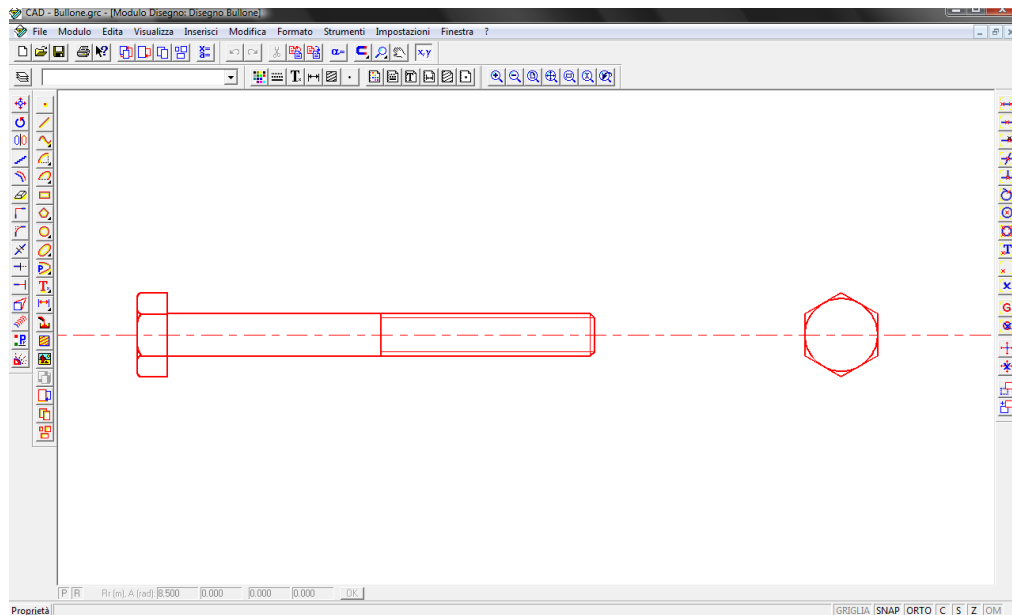 CAD - Bullone.grc - [Modulo Disegno: Disegno Bullone]
File Modulo Edita Visualizza Inserisci Modifica Formato Strumenti Impostazioni Finestra ?
x,y
P R Rr (m), A (rad) 8.500 0.000 0.000 0.000 OK
Proprietà GRIGLIA SNAP ORTO C S Z OM